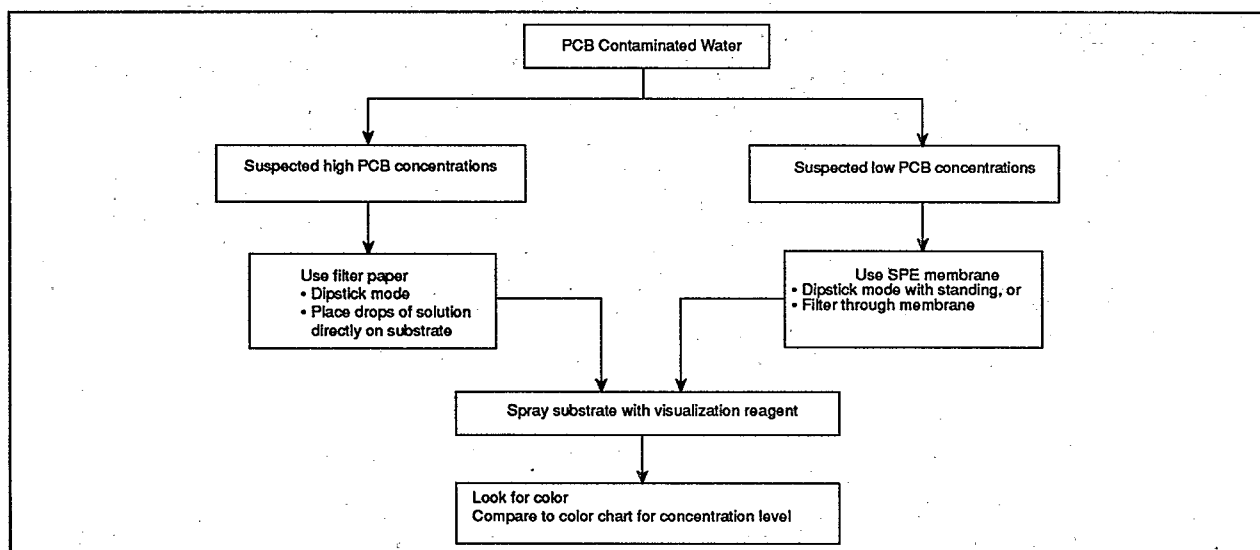 PCB Contaminated Water
Suspected high PCB concentrations
Suspected low PCB concentrations
Use filter paper
• Dipstick mode
• Place drops of solution
directly on substrate
Use SPE membrane
• Dipstick mode with standing, or
• Filter through membrane
Spray substrate with visualization reagent
Look for color
Compare to color chart for concentration level